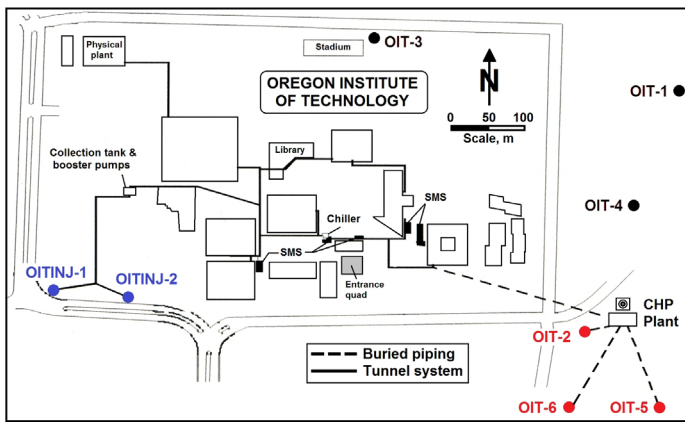 Physical
plant
Stadium
OIT-3
OREGON INSTITUTE
OF TECHNOLOGY
N
0 50 100
Scale, m
OIT-1
Collection tank &
booster pumps
Library
SMS
OIT-4
Chiller
SMS
OITINJ-1
OITINJ-2
Entrance
quad
CHP
Plant
OIT-2
Buried piping
Tunnel system
OIT-6
OIT-5